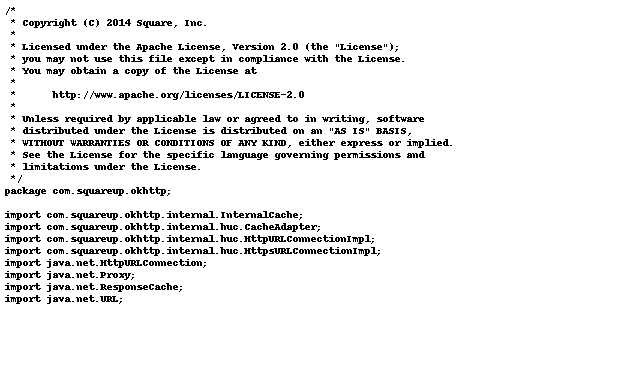 /*
 * Copyright (C) 2014 Square, Inc.
 *
 * Licensed under the Apache License, Version 2.0 (the "License");
 * you may not use this file except in compliance with the License.
 * You may obtain a copy of the License at
 *
 *      http://www.apache.org/licenses/LICENSE-2.0
 *
 * Unless required by applicable law or agreed to in writing, software
 * distributed under the License is distributed on an "AS IS" BASIS,
 * WITHOUT WARRANTIES OR CONDITIONS OF ANY KIND, either express or implied.
 * See the License for the specific language governing permissions and
 * limitations under the License.
 */
package com.squareup.okhttp;

import com.squareup.okhttp.internal.InternalCache;
import com.squareup.okhttp.internal.huc.CacheAdapter;
import com.squareup.okhttp.internal.huc.HttpURLConnectionImpl;
import com.squareup.okhttp.internal.huc.HttpsURLConnectionImpl;
import java.net.HttpURLConnection;
import java.net.Proxy;
import java.net.ResponseCache;
import java.net.URL;